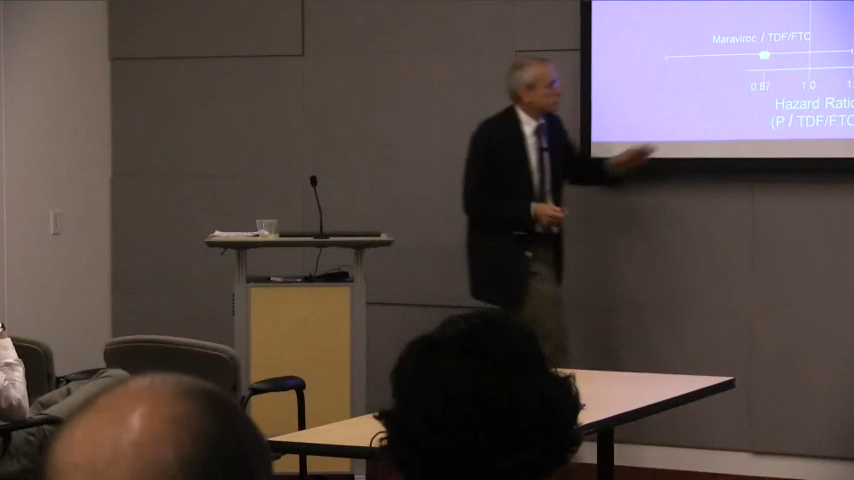 Maraviroc / TDF/FTC
0.87 1.0
Hazard Ratio
(P / TDF/FTC